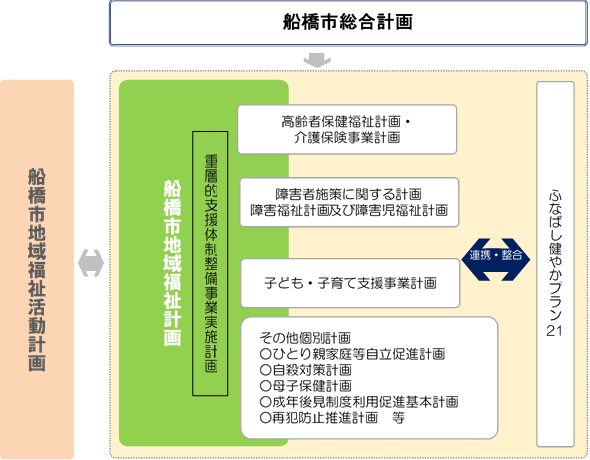 船橋市総合計画
船橋市地域福祉活動計画
船橋市地域福祉計画
重層的支援体制整備事業実施計画
高齢者保健福祉計画・
介護保険事業計画
障害者施策に関する計画
障害福祉計画及び障害児福祉計画
子ども・子育て支援事業計画
その他個別計画
〇ひとり親家庭等自立促進計画
〇自殺対策計画
〇母子保健計画
〇成年後見制度利用促進基本計画
〇再犯防止推進計画　等
連携・整合
ふなばし健やかプラン21